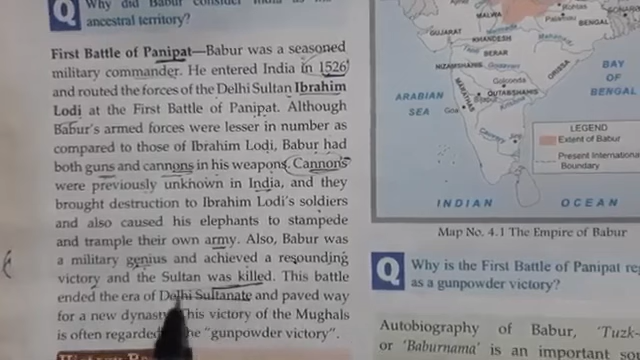 Q Why did Babur consider India as his
ancestral territory?
First Battle of Panipat—Babur was a seasoned
military commander. He entered India in 1526
and routed the forces of the Delhi Sultan Ibrahim
Lodi at the First Battle of Panipat. Although
Babur's armed forces were lesser in number as
compared to those of Ibrahim Lodi, Babur had
both guns and cannons in his weapons. Cannons
were previously unknown in India, and they
brought destruction to Ibrahim Lodi's soldiers
and also caused his elephants to stampede
and trample their own army. Also, Babur was
a military genius and achieved a resounding
victory and the Sultan was killed. This battle
ended the era of Delhi Sultanate and paved way
for a new dynasty. This victory of the Mughals
is often regarded the "gunpowder victory".
MALWA
GUJARAT
KHANDESH
BERAR
NIZAMSHAHIS
Golconda
QUTABSHAHIS
Bijapur
MARATHAS
Goa
ORISSA
BENGAL
Mahanadi
Krishna
ARABIAN
SEA
BAY
OF
BENGAL
LEGEND
Extent of Babur
Present Internationa
Boundary
INDIAN OCEAN
Map No. 4.1 The Empire of Babur
Q Why is the First Battle of Panipat re
as a gunpowder victory?
Autobiography of Babur, 'Tuzk-
or 'Baburnama' is an important so